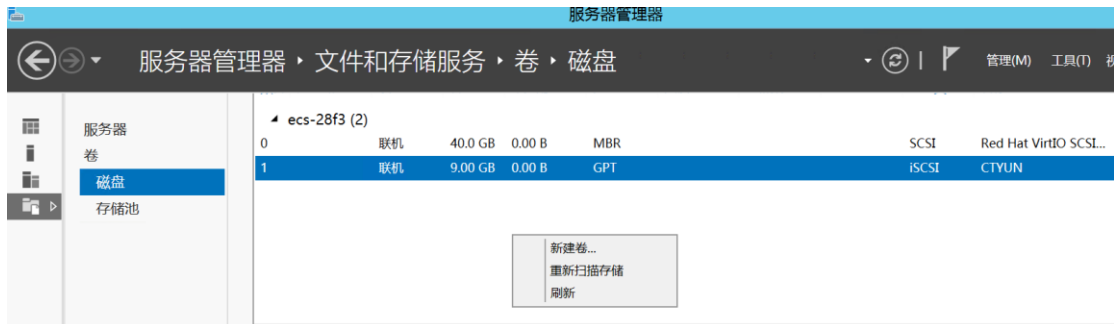 服务器管理器
服务器管理器 ‣ 文件和存储服务 ‣ 卷 ‣ 磁盘
管理(M) 工具(T)
服务器
卷
磁盘
存储池
ecs-28f3 (2)
0 联机 40.0 GB 0.00 B MBR SCSI Red Hat VirtIO SCSI...
1 联机 9.00 GB 0.00 B GPT iSCSI CTYUN
新建卷...
重新扫描存储
刷新